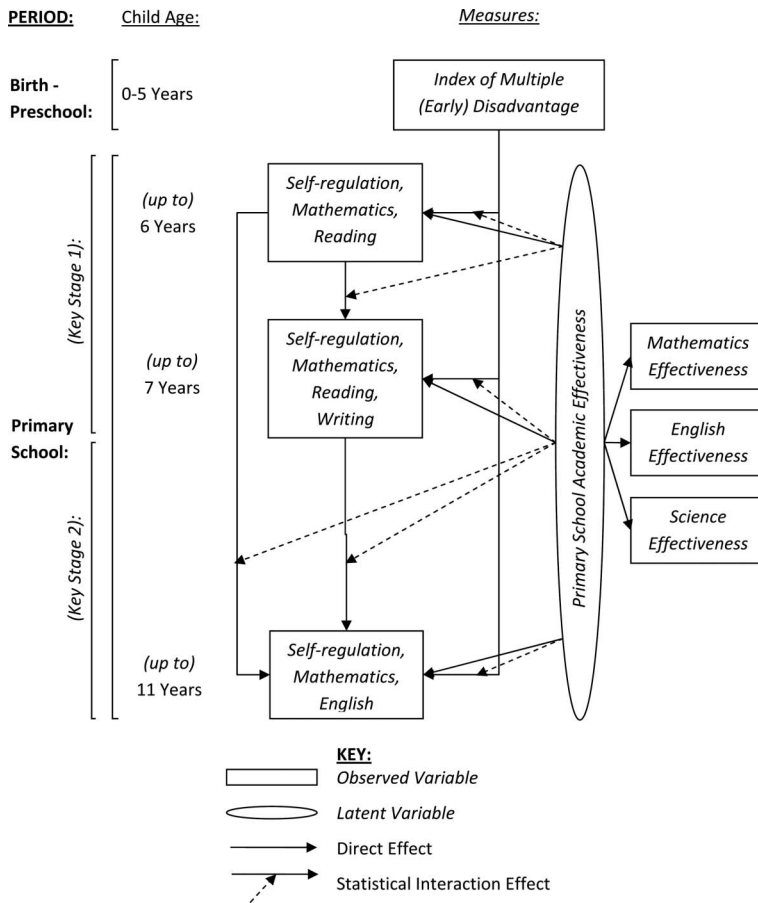 PERIOD:
Child Age:
Measures:
Birth -
Preschool:
0-5 Years
Index of Multiple
(Early) Disadvantage
Primary
School:
(Key Stage 1):
(Key Stage 2):
(up to)
6 Years
Self-regulation,
Mathematics,
Reading
(up to)
7 Years
Self-regulation,
Mathematics,
Reading,
Writing
(up to)
11 Years
Self-regulation,
Mathematics,
English
Primary School Academic Effectiveness
Mathematics
Effectiveness
English
Effectiveness
Science
Effectiveness
KEY:
Observed Variable
Latent Variable
Direct Effect
Statistical Interaction Effect